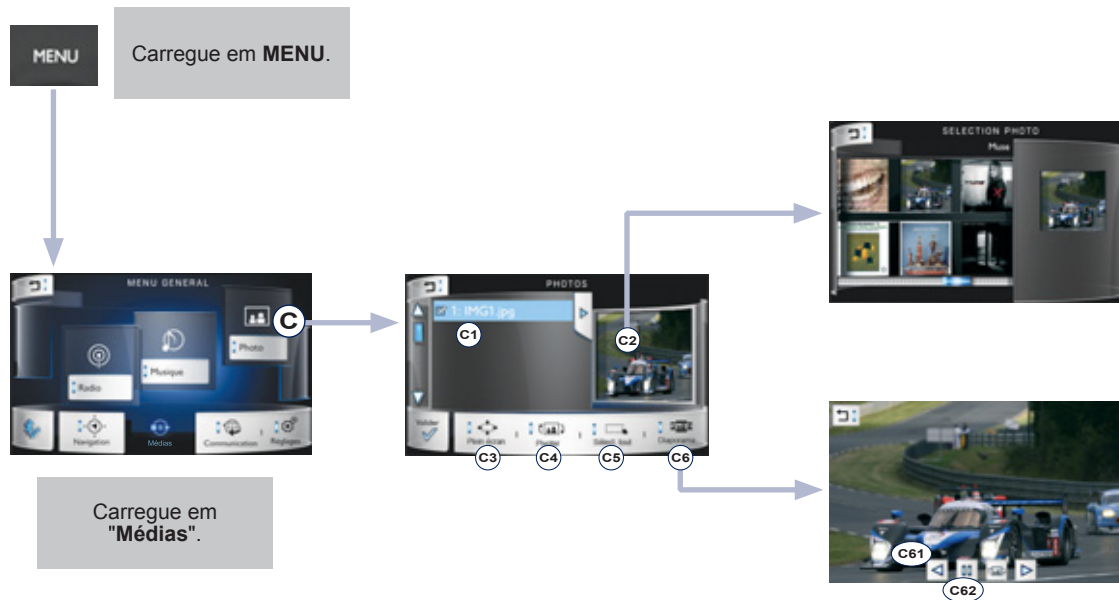 MENU
Carregue em MENU.
SELECTION PHOTO
Muse
MENU GENERAL
C
Photo
Musique
Radio
Navigation
Médias
Communication
Réglages
PHOTOS
1: IMG1.jpg
C1
C2
Valider
Plein écran
Pivoter
Sélect. tout
Diaporama
C3
C4
C5
C6
Carregue em
"Médias".
C61
C62